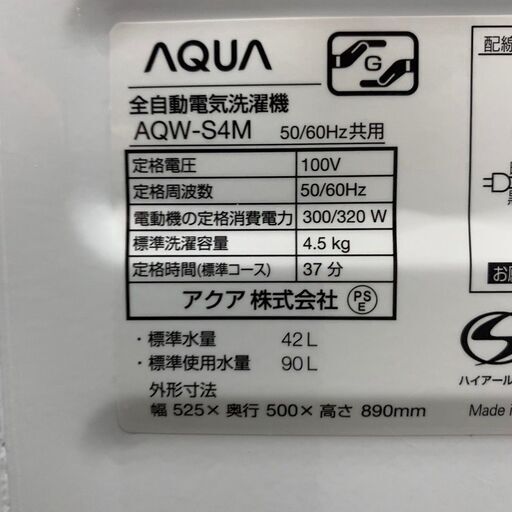 AQUA
G
全自動電気洗濯機
AQW-S4M 50/60Hz共用
定格電圧 100V
定格周波数 50/60Hz
電動機の定格消費電力 300/320 W
標準洗濯容量 4.5 kg
定格時間(標準コース) 37 分
アクア 株式会社 PSE
・標準水量 42 L
・標準使用水量 90 L
外形寸法
幅 525× 奥行 500× 高さ 890mm
配線
お
ハイアール
Made i